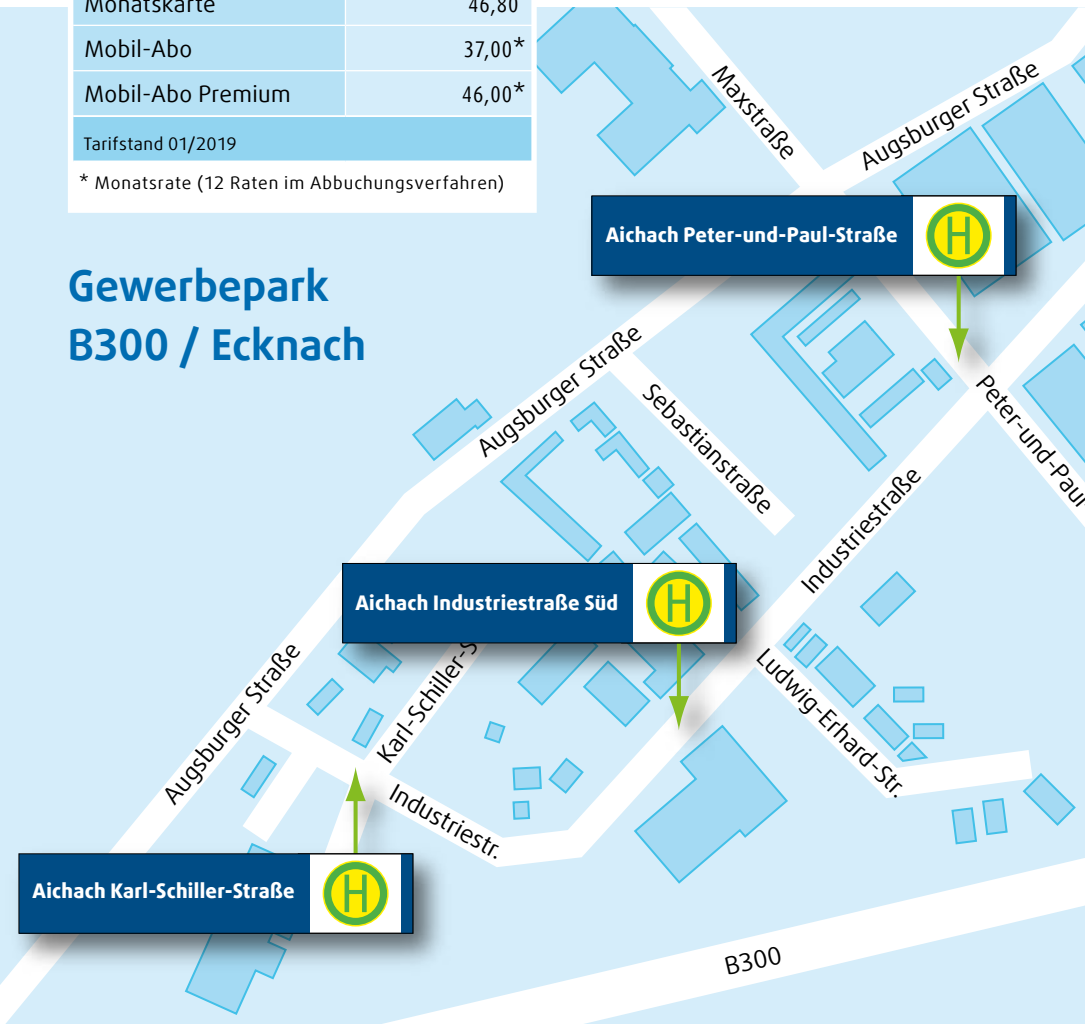 Monatskarte 46,80
Mobil-Abo 37,00*
Mobil-Abo Premium 46,00*
Tarifstand 01/2019
* Monatsrate (12 Raten im Abbuchungsverfahren)
Gewerbepark
B300 / Ecknach
Maxstraße
Augsburger Straße
Aichach Peter-und-Paul-Straße H
Augsburger Straße
Sebastianstraße
Peter-und-Paul
Industriestraße
Aichach Industriestraße Süd H
Augsburger Straße
Karl-Schiller-S
Ludwig-Erhard-Str.
Industriestr.
Aichach Karl-Schiller-Straße H
B300